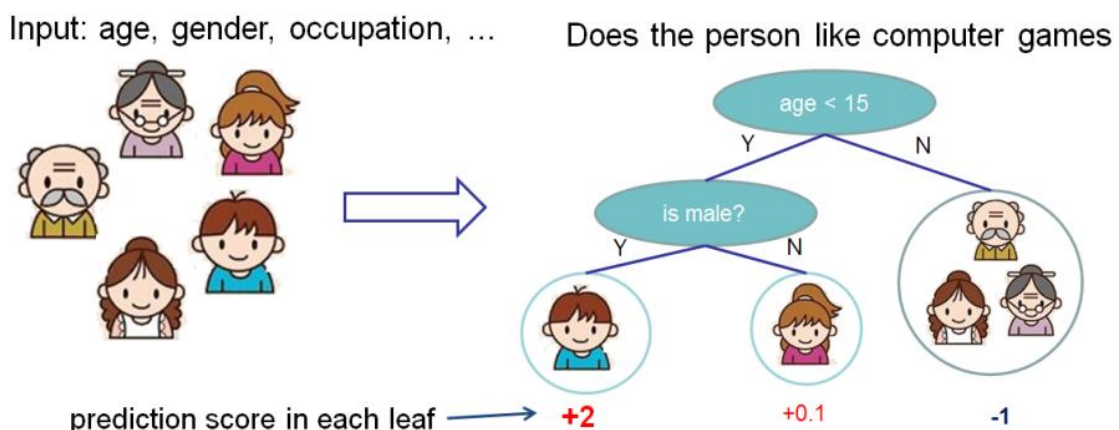 Input: age, gender, occupation, ...
Does the person like computer games
age < 15
Y
N
is male?
Y
N
prediction score in each leaf
+2
+0.1
-1